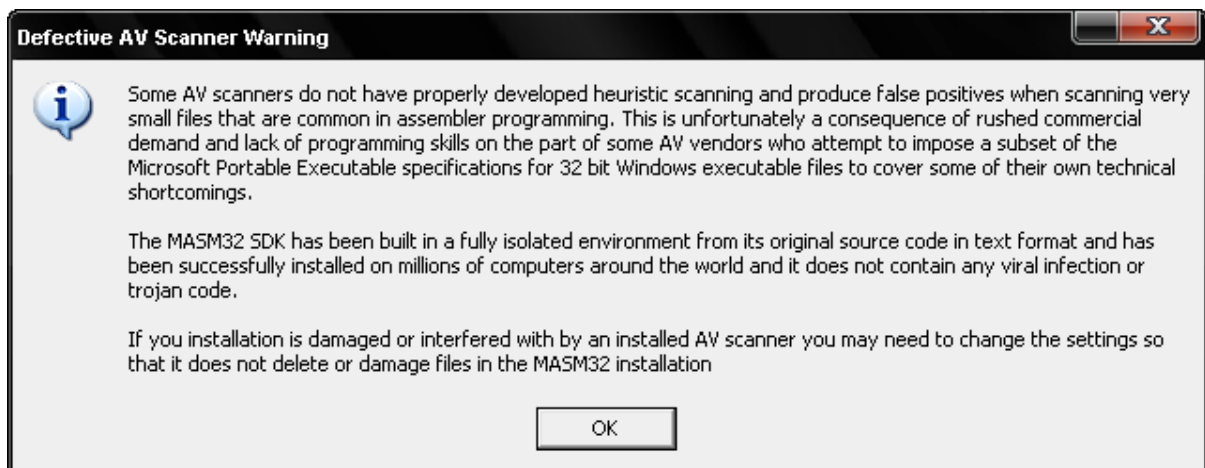 Defective AV Scanner Warning
Some AV scanners do not have properly developed heuristic scanning and produce false positives when scanning very
small files that are common in assembler programming. This is unfortunately a consequence of rushed commercial
demand and lack of programming skills on the part of some AV vendors who attempt to impose a subset of the
Microsoft Portable Executable specifications for 32 bit Windows executable files to cover some of their own technical
shortcomings.
The MASM32 SDK has been built in a fully isolated environment from its original source code in text format and has
been successfully installed on millions of computers around the world and it does not contain any viral infection or
trojan code.
If you installation is damaged or interfered with by an installed AV scanner you may need to change the settings so
that it does not delete or damage files in the MASM32 installation
OK